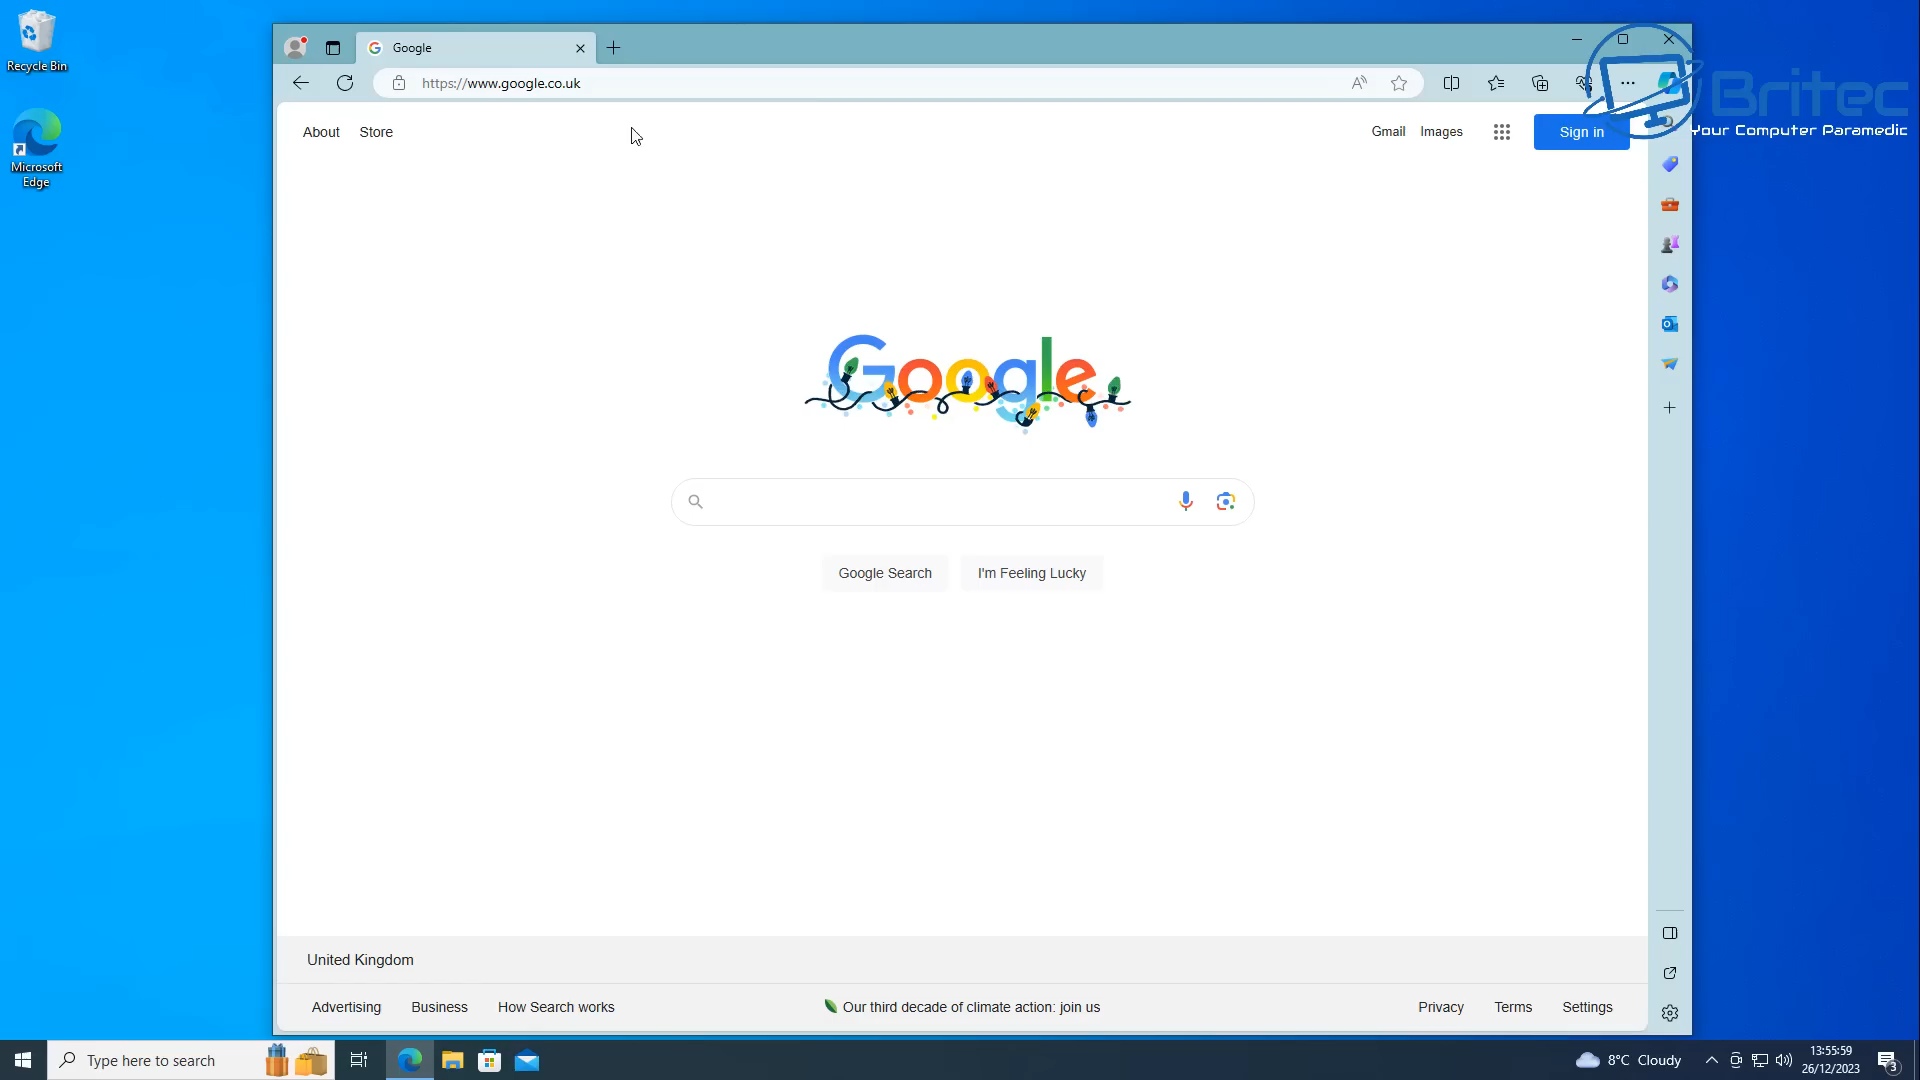 Recycle Bin
Microsoft
Edge
Google
https://www.google.co.uk
Britec
Your Computer Paramedic
About Store
Gmail Images Sign in
Google
Google Search I'm Feeling Lucky
United Kingdom
Advertising Business How Search works Our third decade of climate action: join us Privacy Terms Settings
Type here to search
8°C Cloudy
13:55:59
26/12/2023
3